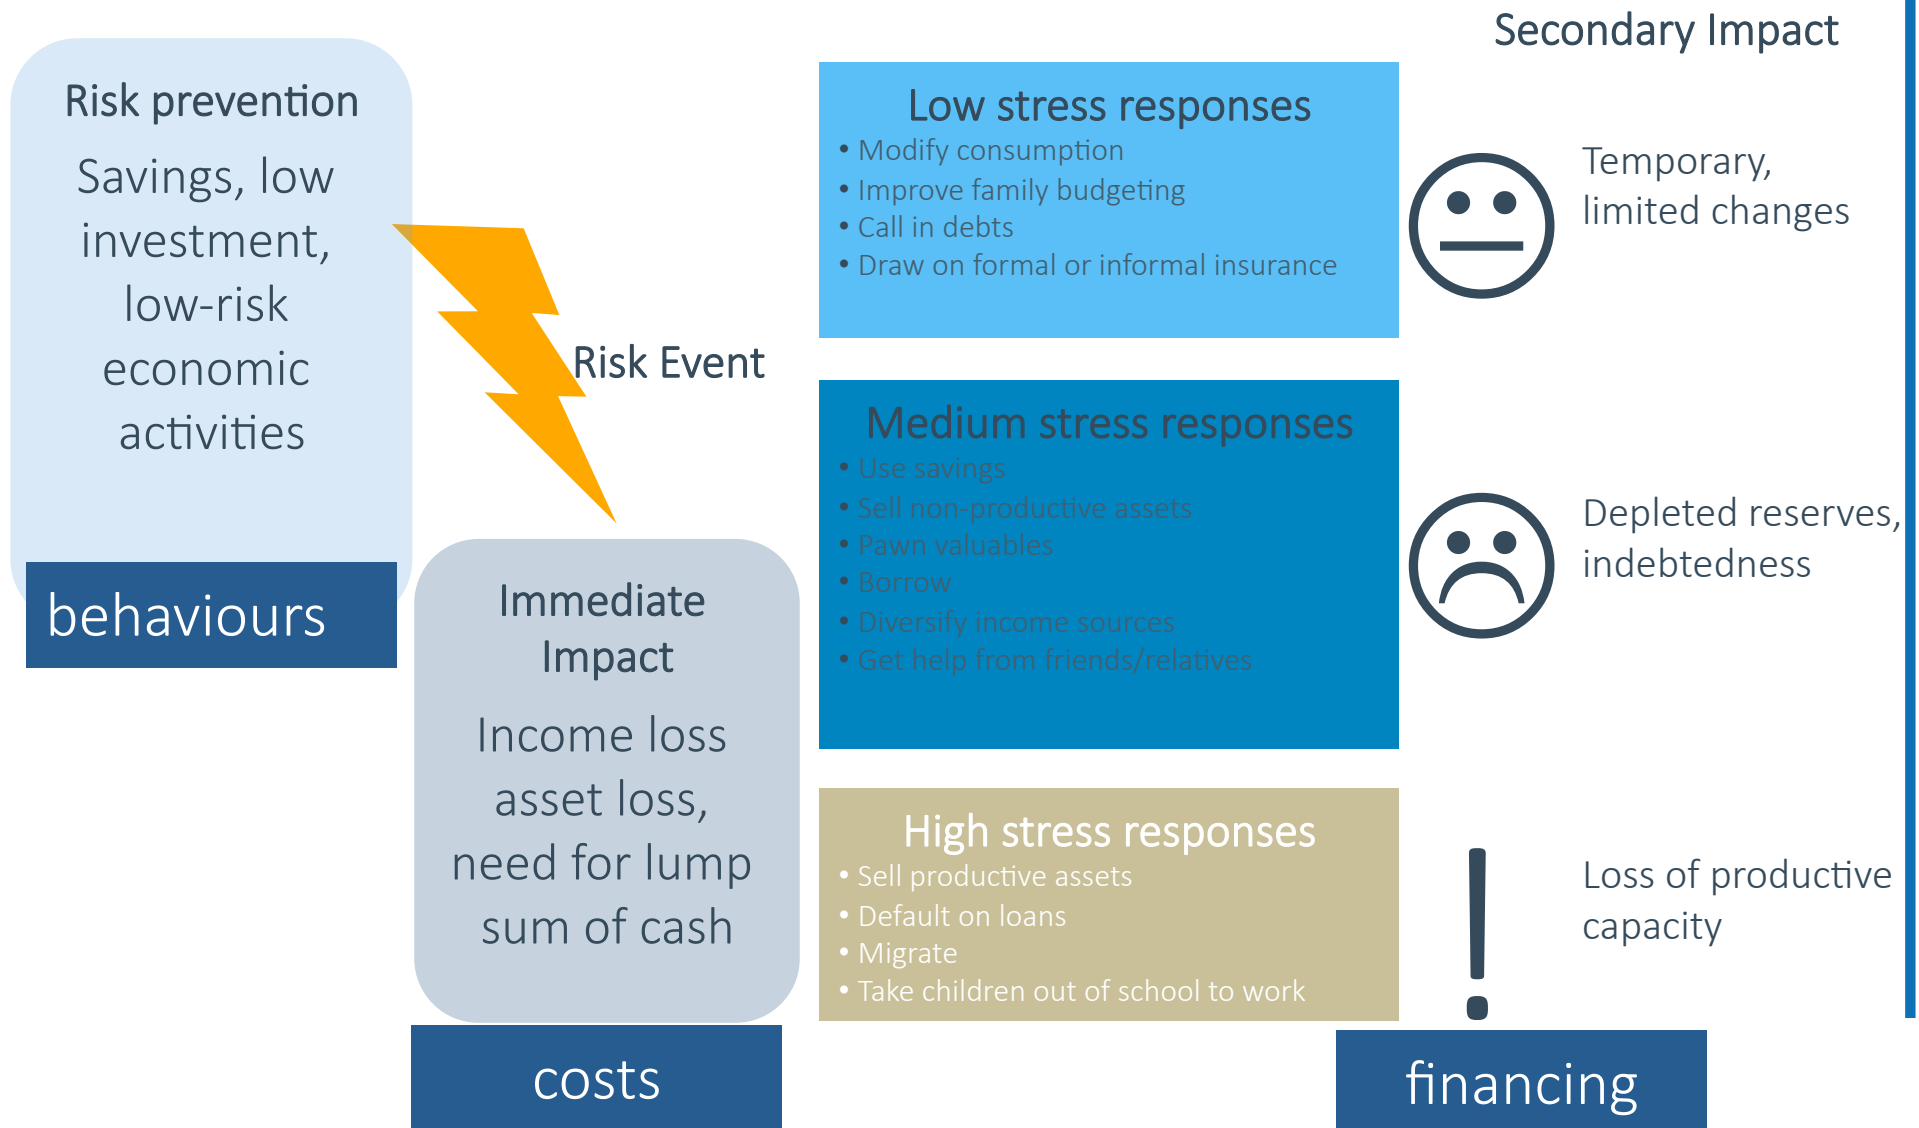 Risk prevention
Savings, low
investment,
low-risk
economic
activities
behaviours
Risk Event
Immediate
Impact
Income loss
asset loss,
need for lump
sum of cash
costs
Low stress responses
• Modify consumption
• Improve family budgeting
• Call in debts
• Draw on formal or informal insurance
Medium stress responses
• Use savings
• Sell non-productive assets
• Pawn valuables
• Borrow
• Diversify income sources
• Get help from friends/relatives
High stress responses
• Sell productive assets
• Default on loans
• Migrate
• Take children out of school to work
Secondary Impact
Temporary,
limited changes
Depleted reserves,
indebtedness
!
Loss of productive
capacity
financing